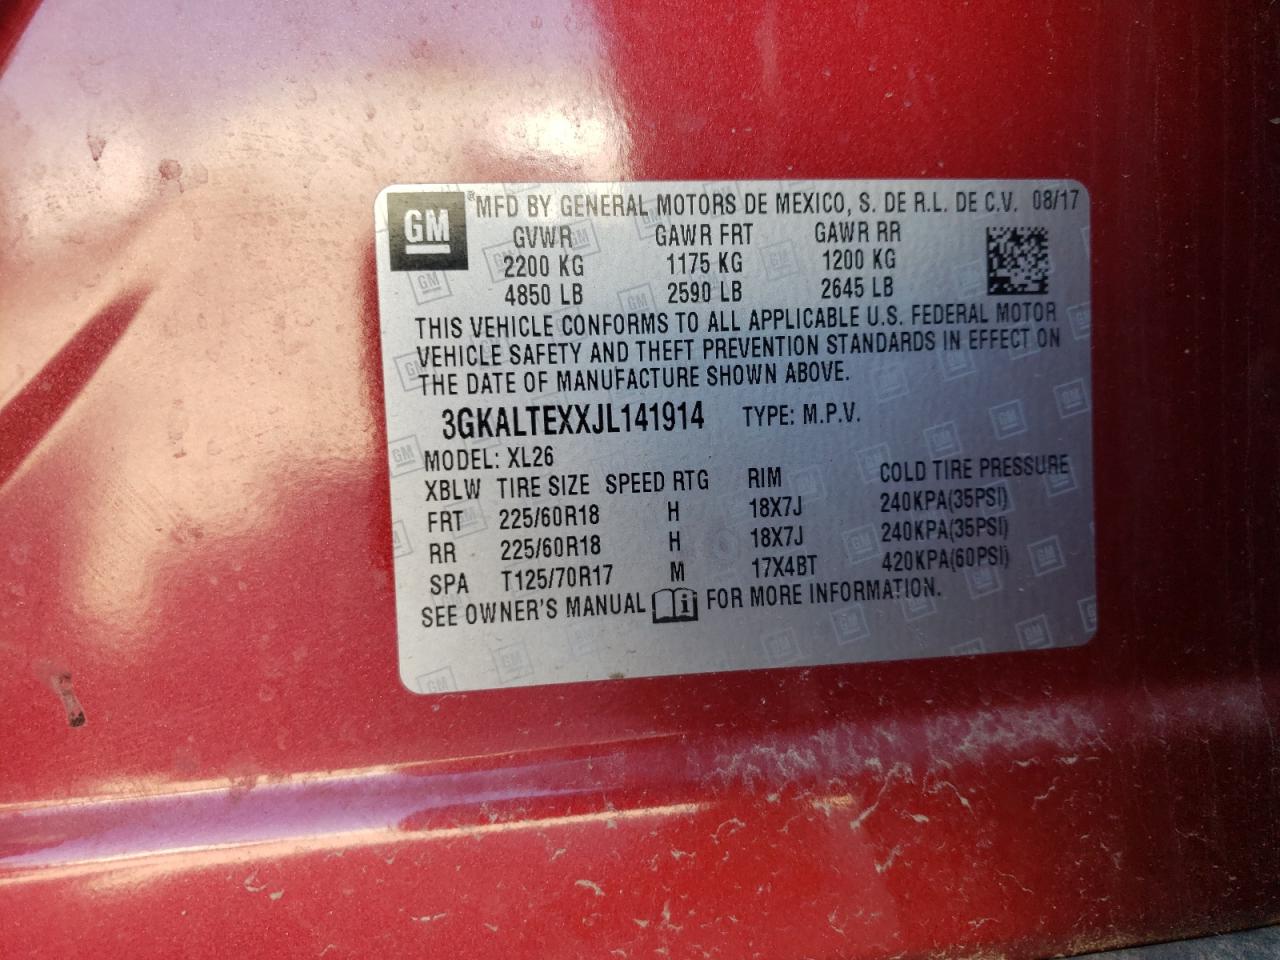 GM ® MFD BY GENERAL MOTORS DE MEXICO, S. DE R.L. DE C.V. 08/17
GVWR GAWR FRT GAWR RR
2200 KG 1175 KG 1200 KG
4850 LB 2590 LB 2645 LB
THIS VEHICLE CONFORMS TO ALL APPLICABLE U.S. FEDERAL MOTOR
VEHICLE SAFETY AND THEFT PREVENTION STANDARDS IN EFFECT ON
THE DATE OF MANUFACTURE SHOWN ABOVE.
3GKALTEXXJL141914 TYPE: M.P.V.
MODEL: XL26
XBLW TIRE SIZE SPEED RTG RIM COLD TIRE PRESSURE
FRT 225/60R18 H 18X7J 240KPA(35PSI)
RR 225/60R18 H 18X7J 240KPA(35PSI)
SPA T125/70R17 M 17X4BT 420KPA(60PSI)
SEE OWNER'S MANUAL i FOR MORE INFORMATION.